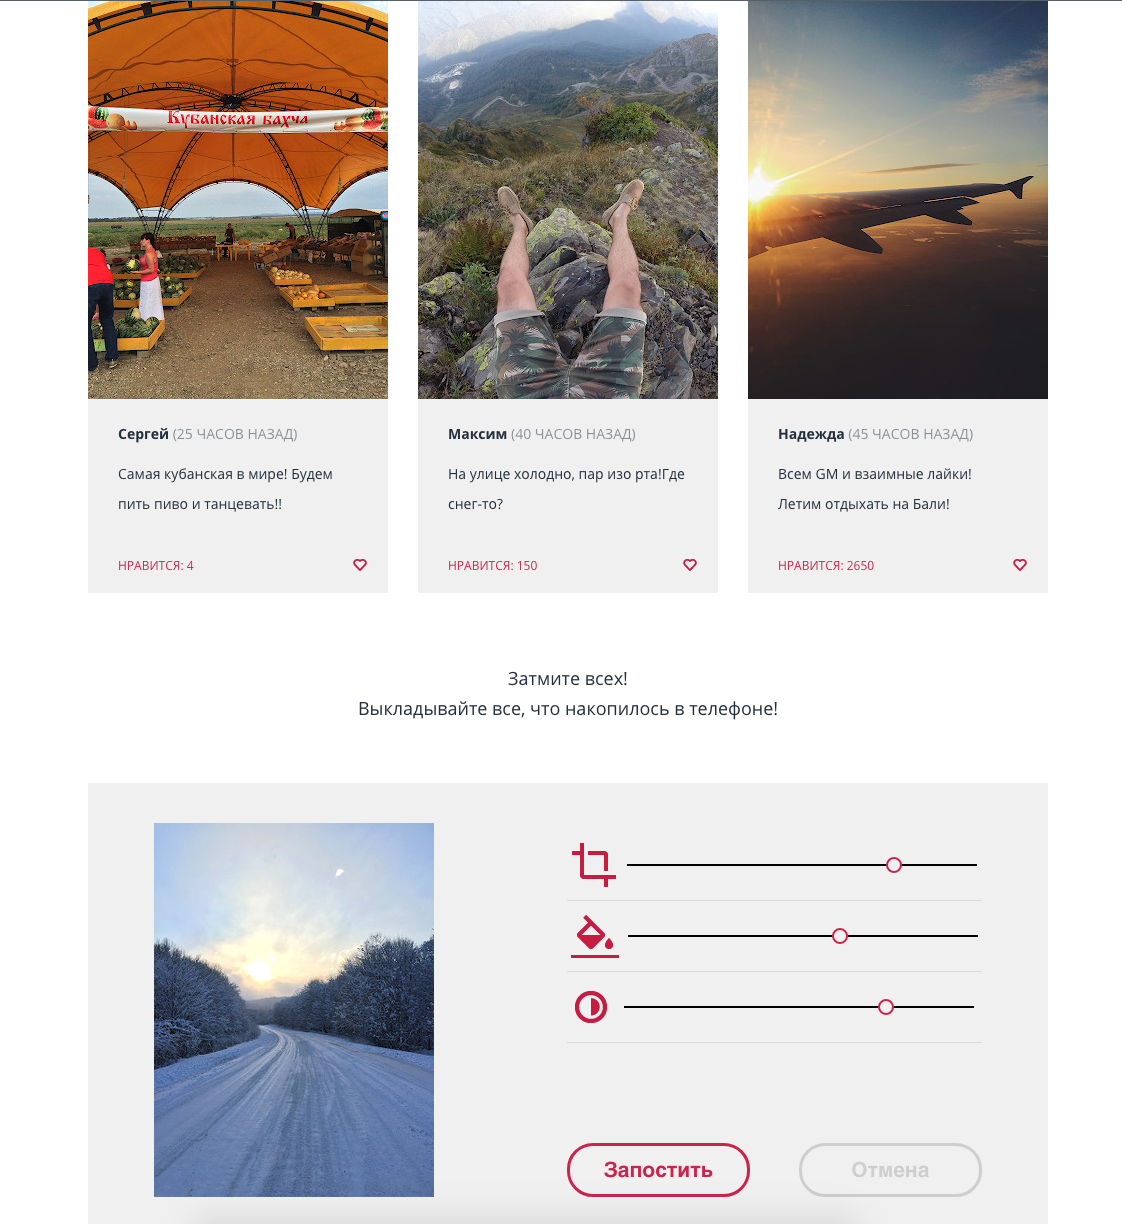 Кубанская бахча
Сергей (25 ЧАСОВ НАЗАД)
Самая кубанская в мире! Будем
пить пиво и танцевать!!
НРАВИТСЯ: 4
Максим (40 ЧАСОВ НАЗАД)
На улице холодно, пар изо рта!Где
снег-то?
НРАВИТСЯ: 150
Надежда (45 ЧАСОВ НАЗАД)
Всем GM и взаимные лайки!
Летим отдыхать на Бали!
НРАВИТСЯ: 2650
Затмите всех!
Выкладывайте все, что накопилось в телефоне!
Запостить
Отмена